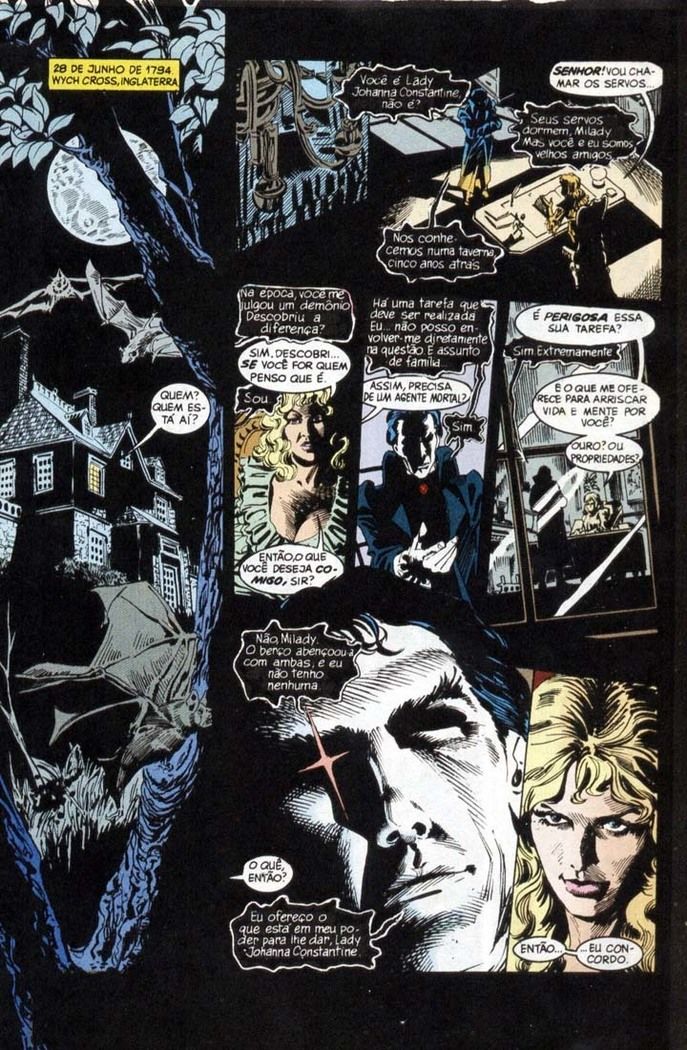 28 DE JUNHO DE 1794.
WYCH CROSS, INGLATERRA
QUEM?
QUEM ES-
TÁ AÍ?
Você é Lady
Johanna Constantine,
não é?
SENHOR! VOU CHA-
MAR OS SERVOS...
Seus servos
dormem, Milady.
Mas você e eu somos
velhos amigos.
Nos conhe-
cemos numa taverna,
cinco anos atrás.
Na época, você me
julgou um demônio.
Descobriu a
diferença?
SIM, DESCOBRI...
SE VOCÊ FOR QUEM
PENSO QUE É.
Sou.
ENTÃO, O QUE
VOCÊ DESEJA CO-
MIGO, SIR?
Há uma tarefa que
deve ser realizada.
Eu... não posso en-
volver-me diretamente
na questão. É assunto
de família...
ASSIM, PRECISA
DE UM AGENTE MORTAL?
Sim.
É PERIGOSA ESSA
SUA TAREFA?
Sim. Extremamente.
E O QUE ME OFE-
RECE PARA ARRISCAR
VIDA E MENTE POR
VOCÊ?
OURO? OU
PROPRIEDADES?
Não, Milady.
O berço abençoou-a
com ambas, e eu
não tenho
nenhuma.
O QUÊ,
ENTÃO?
Eu ofereço o
que está em meu po-
der para lhe dar, Lady
Johanna Constantine.
ENTÃO...
...EU CON-
CORDO.